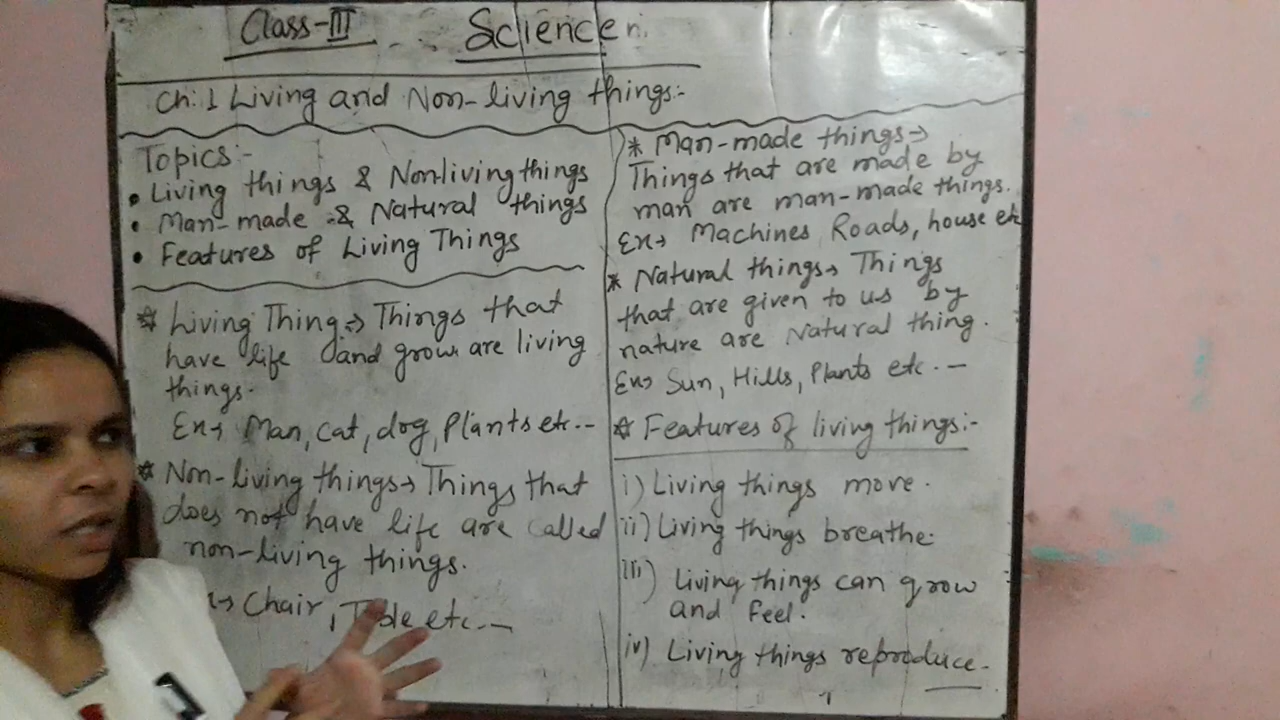 Class-III Science
Ch:1 Living and Non-living things:-
Topics:-
• Living things & Nonliving things
• Man-made & Natural things
• Features of Living Things
* Living Thing → Things that
have life and grow are living
things.
Ex→ Man, cat, dog, Plants etc.--
* Non-living things → Things that
does not have life are called
non-living things.
Chair, etc.--
* Man-made things →
Things that are made by
man are man-made things.
Ex→ Machines Roads, house etc
* Natural things → Things
that are given to us by
nature are Natural thing.
Ex→ Sun, Hills, Plants etc.--
* Features of living things:-
i) Living things move.
ii) Living things breathe.
iii) Living things can grow
and feel.
iv) Living things reproduce.